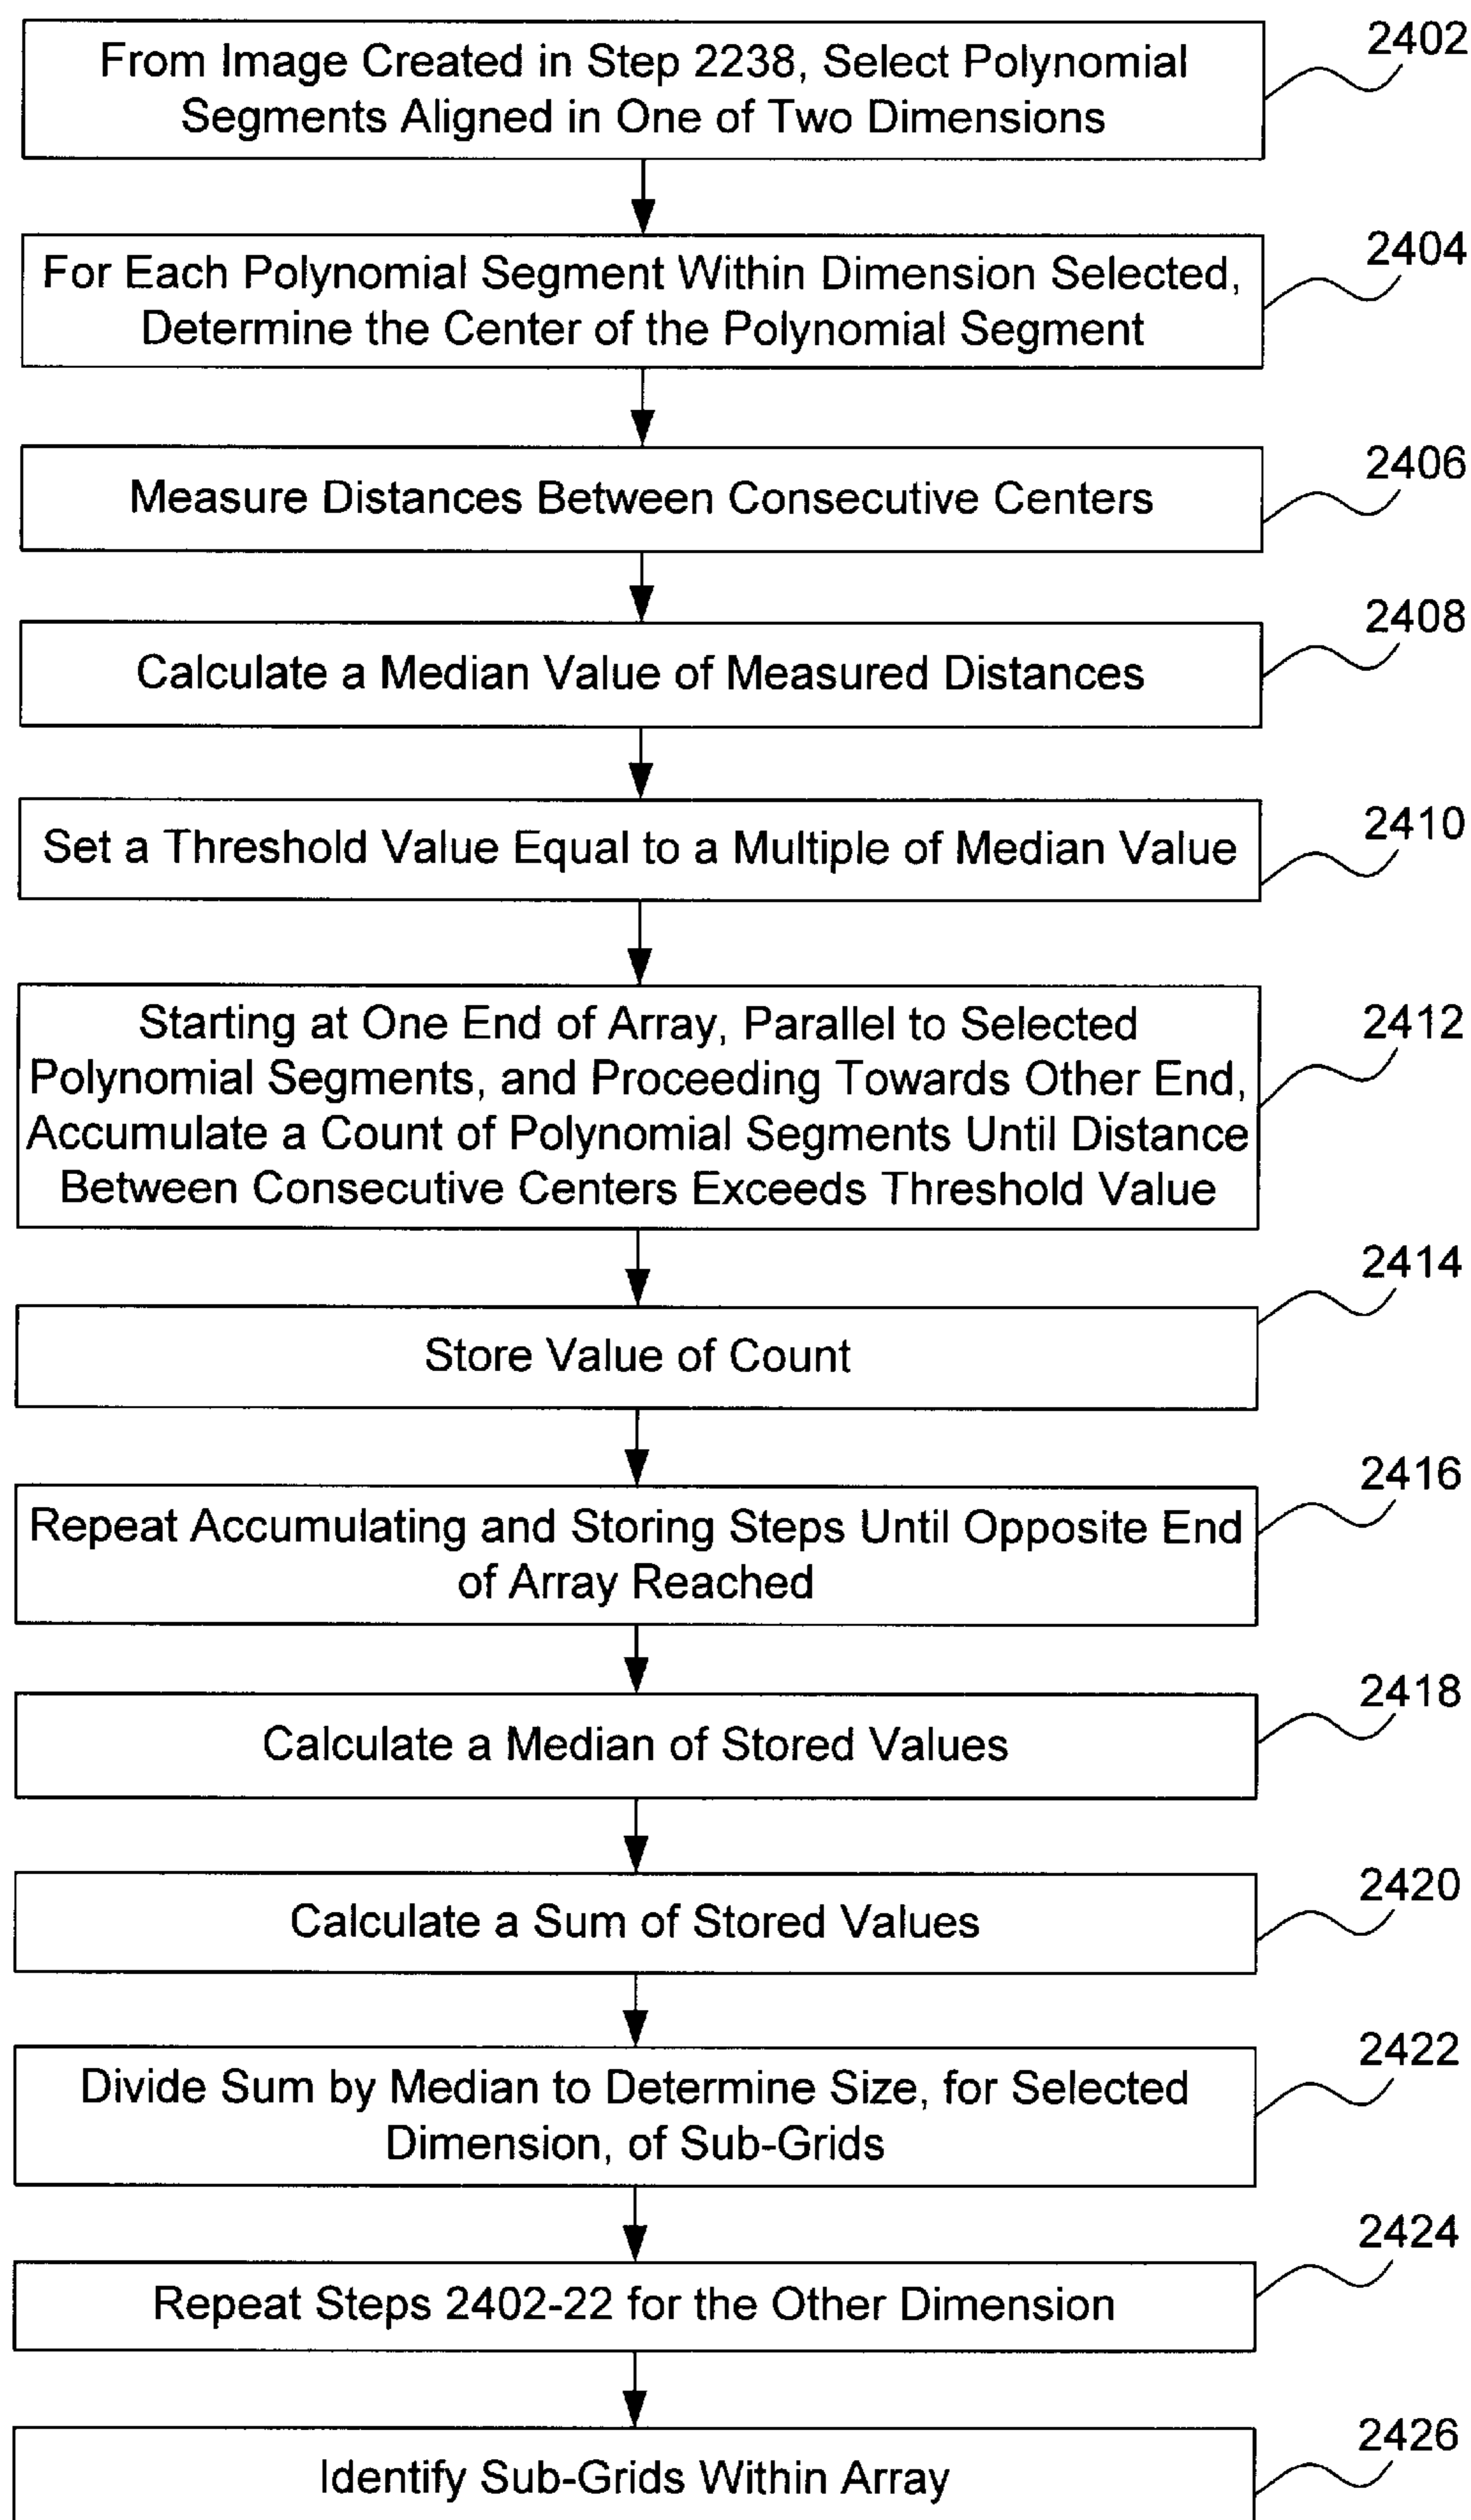 2402
From Image Created in Step 2238, Select Polynomial
Segments Aligned in One of Two Dimensions
2404
For Each Polynomial Segment Within Dimension Selected,
Determine the Center of the Polynomial Segment
2406
Measure Distances Between Consecutive Centers
2408
Calculate a Median Value of Measured Distances
2410
Set a Threshold Value Equal to a Multiple of Median Value
2412
Starting at One End of Array, Parallel to Selected
Polynomial Segments, and Proceeding Towards Other End,
Accumulate a Count of Polynomial Segments Until Distance
Between Consecutive Centers Exceeds Threshold Value
2414
Store Value of Count
2416
Repeat Accumulating and Storing Steps Until Opposite End
of Array Reached
2418
Calculate a Median of Stored Values
2420
Calculate a Sum of Stored Values
2422
Divide Sum by Median to Determine Size, for Selected
Dimension, of Sub-Grids
2424
Repeat Steps 2402-22 for the Other Dimension
2426
Identify Sub-Grids Within Array